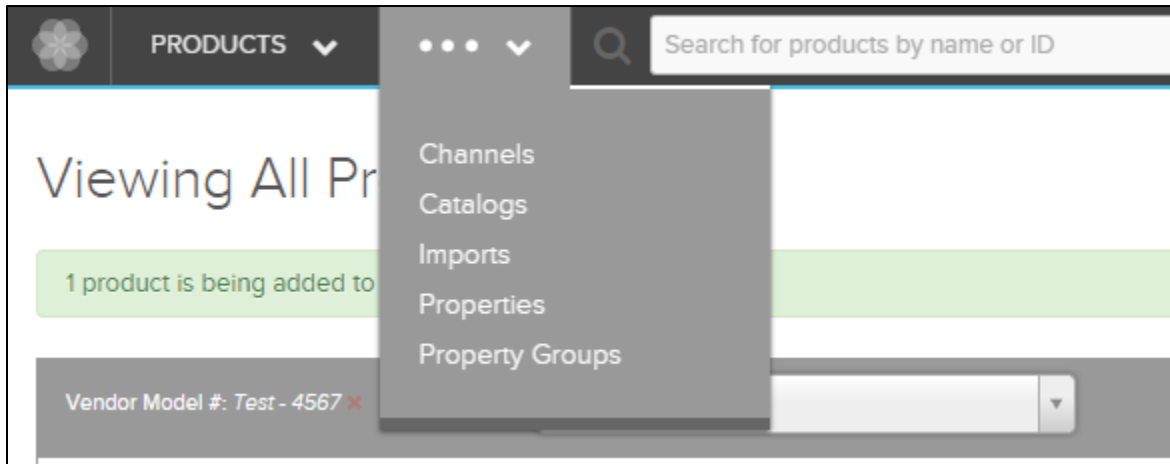 PRODUCTS
Search for products by name or ID
Channels
Catalogs
Imports
Properties
Property Groups
Viewing All Pr
1 product is being added to
Vendor Model #: Test - 4567